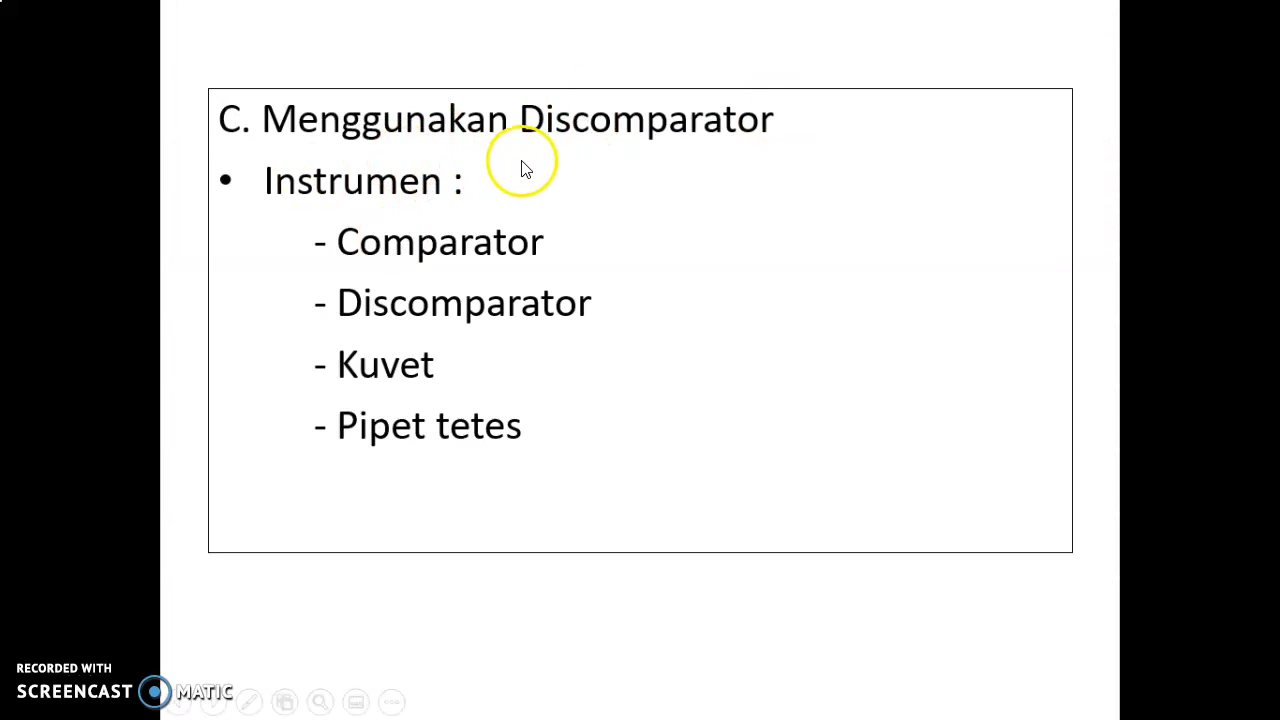 C. Menggunakan Discomparator
• Instrumen :
- Comparator
- Discomparator
- Kuvet
- Pipet tetes
RECORDED WITH
SCREENCAST MATIC